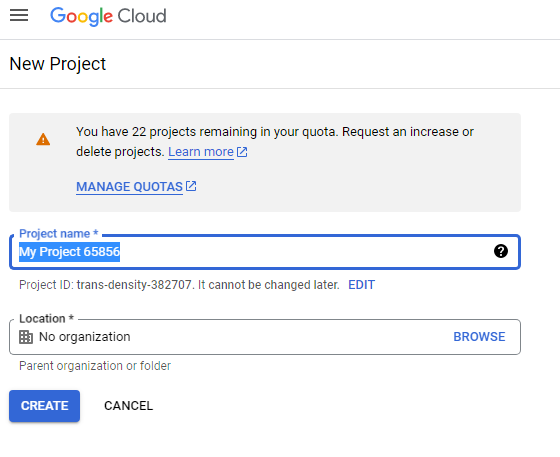 Google Cloud
New Project
You have 22 projects remaining in your quota. Request an increase or
delete projects. Learn more
MANAGE QUOTAS
Project name *
My Project 65856
Project ID: trans-density-382707. It cannot be changed later. EDIT
Location *
No organization BROWSE
Parent organization or folder
CREATE CANCEL